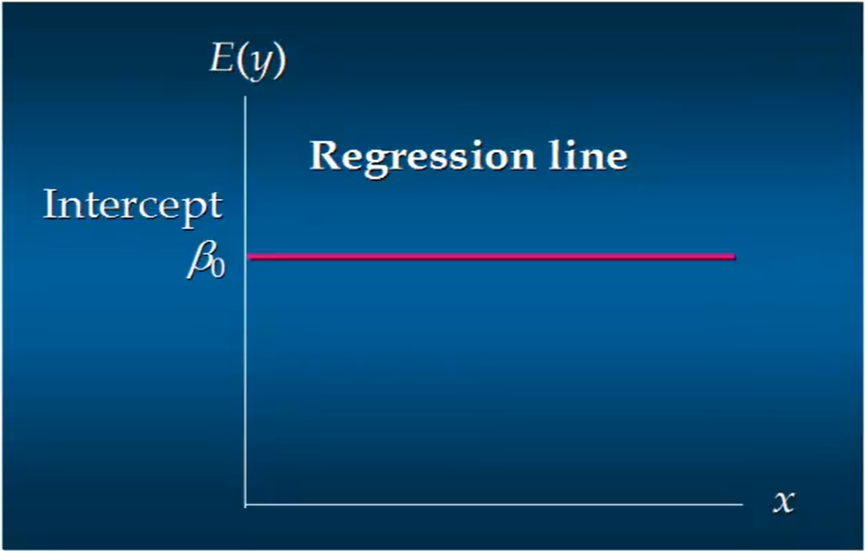 E(y)
Regression line
Intercept
β₀
x